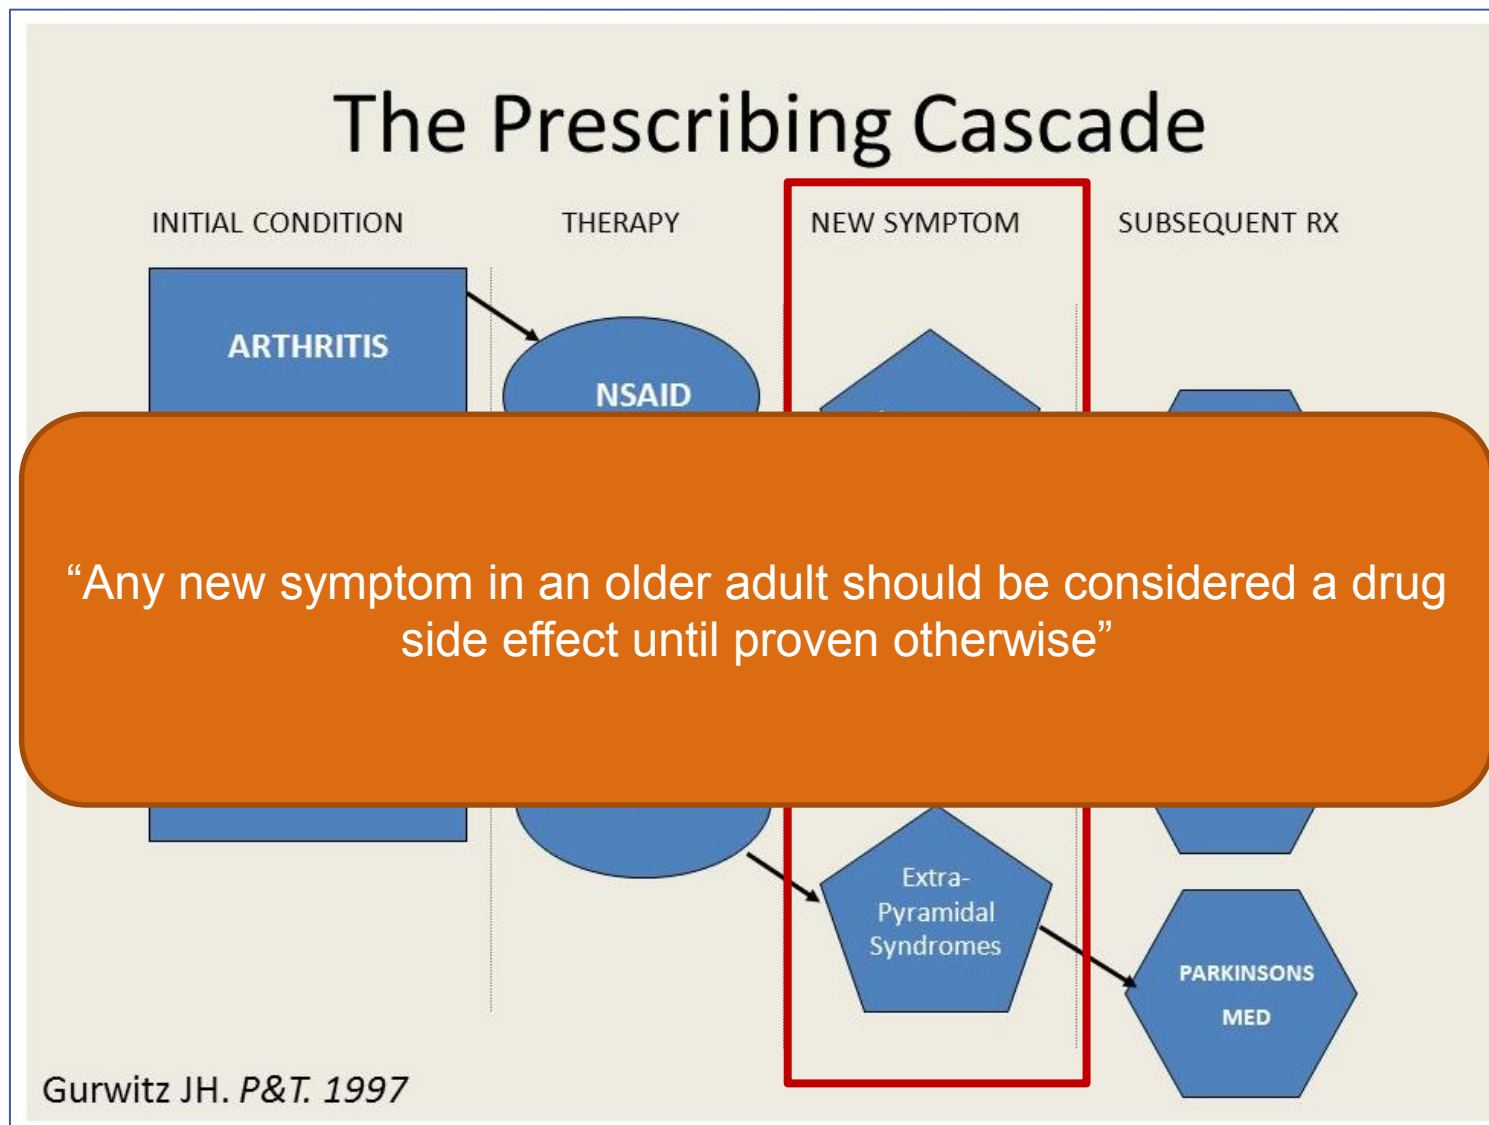 The Prescribing Cascade
INITIAL CONDITION
THERAPY
NEW SYMPTOM
SUBSEQUENT RX
ARTHRITIS
NSAID
“Any new symptom in an older adult should be considered a drug
side effect until proven otherwise”
Extra-
Pyramidal
Syndromes
PARKINSONS
MED
Gurwitz JH. P&T. 1997